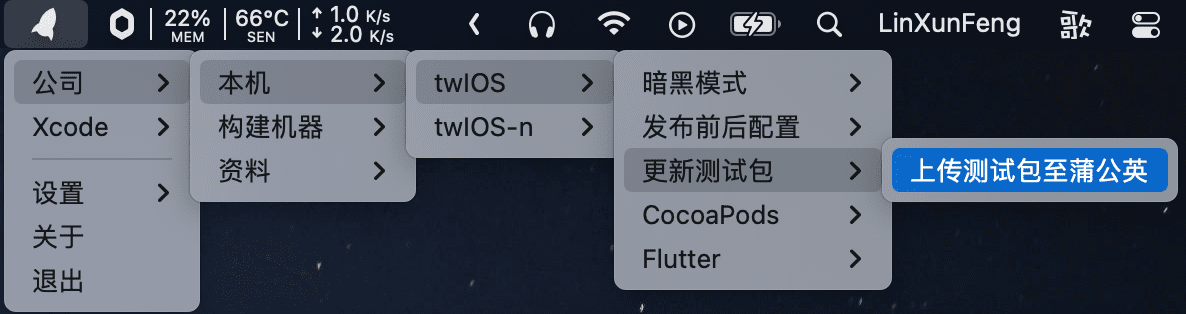 22%
MEM
66°C
SEN
↑ 1.0 K/s
↓ 2.0 K/s
LinXunFeng
歌
公司
Xcode
设置
关于
退出
本机
构建机器
资料
twIOS
twIOS-n
暗黑模式
发布前后配置
更新测试包
CocoaPods
Flutter
上传测试包至蒲公英